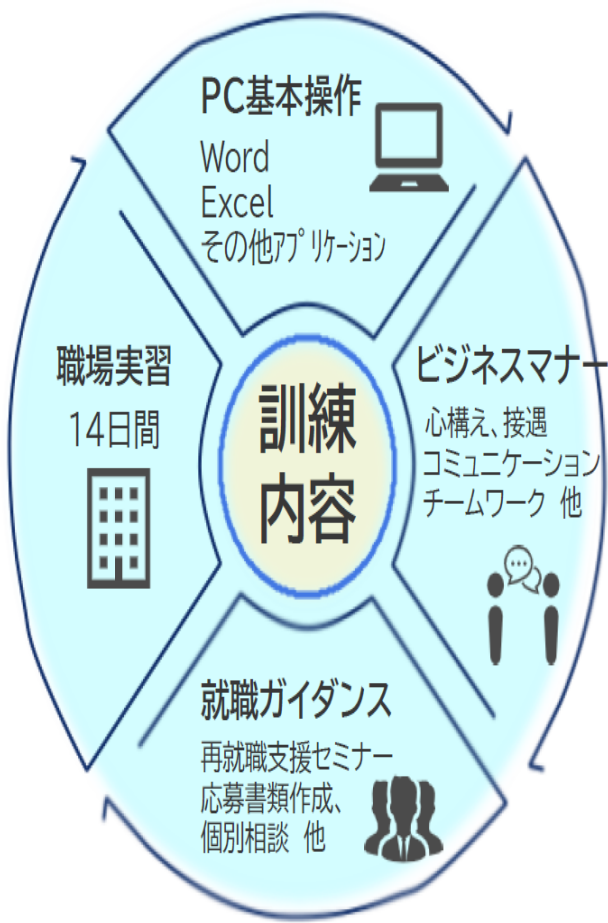 PC基本操作
Word
Excel
その他ｱﾌﾟﾘｹｰｼｮﾝ
職場実習
14日間
訓練
内容
ビジネスマナー
心構え、接遇
コミュニケーション
チームワーク 他
就職ガイダンス
再就職支援セミナー
応募書類作成、
個別相談 他